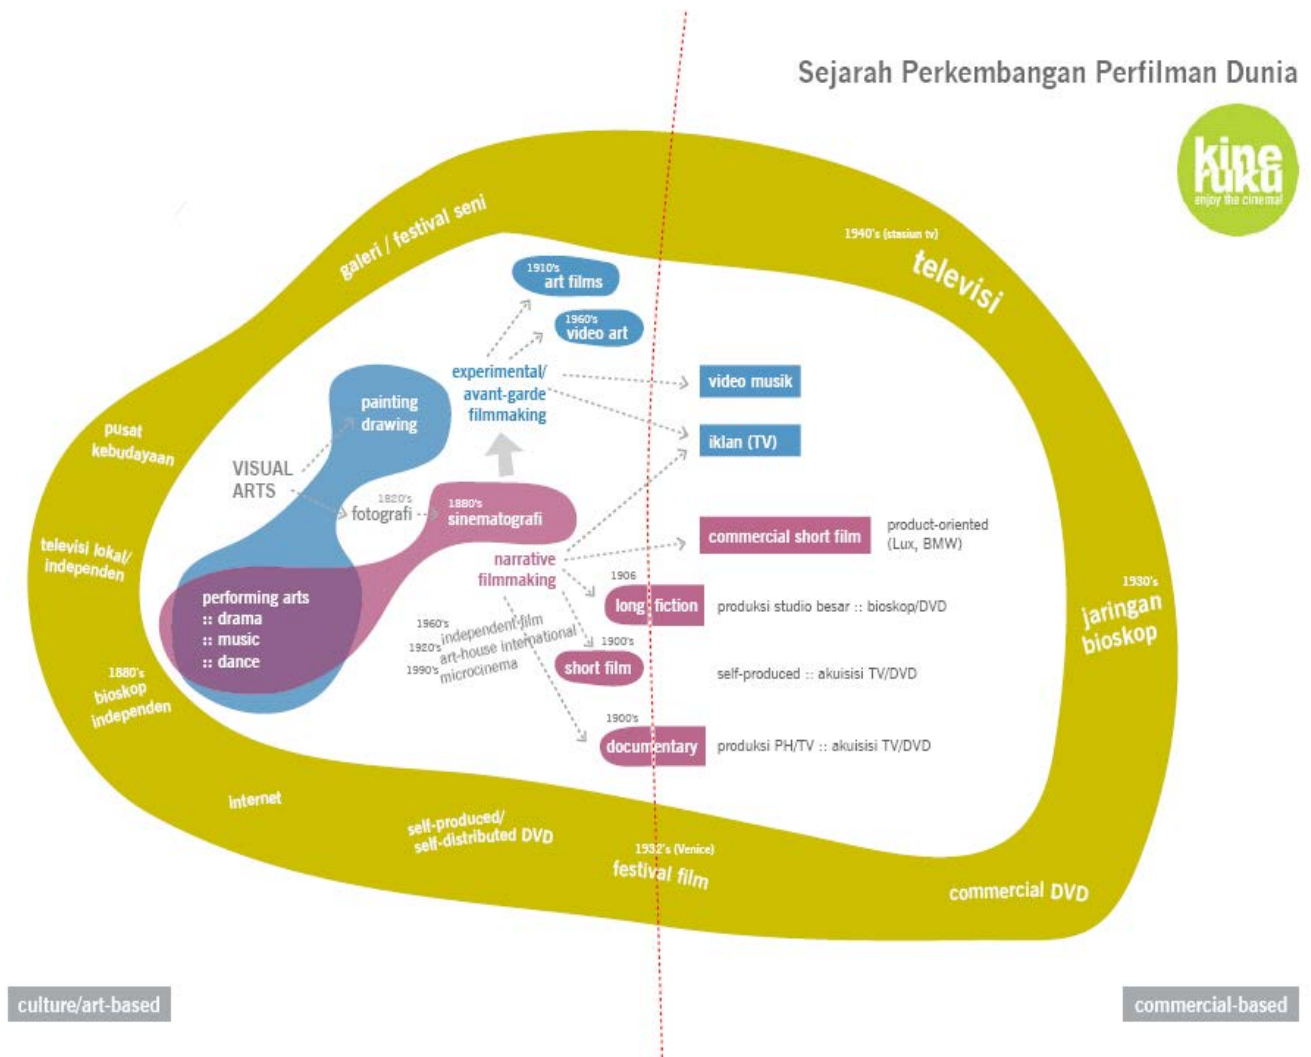 Sejarah Perkembangan Perfilman Dunia
kine
ruku
enjoy the cinema!
galeri / festival seni
1940's (stasiun tv)
televisi
1910's
art films
1960's
video art
experimental/
avant-garde
filmmaking
video musik
iklan (TV)
painting
drawing
pusat
kebudayaan
VISUAL
ARTS
1820's
fotografi
1880's
sinematografi
commercial short film
product-oriented
(Lux, BMW)
narrative
filmmaking
televisi lokal/
independen
performing arts
:: drama
:: music
:: dance
1906
long fiction
produksi studio besar :: bioskop/DVD
1930's
jaringan
bioskop
1960's independent film
1920's art-house international
1990's microcinema
1900's
short film
self-produced :: akuisisi TV/DVD
1880's
bioskop
independen
1900's
documentary
produksi PH/TV :: akuisisi TV/DVD
internet
self-produced/
self-distributed DVD
1932's (Venice)
festival film
commercial DVD
culture/art-based
commercial-based